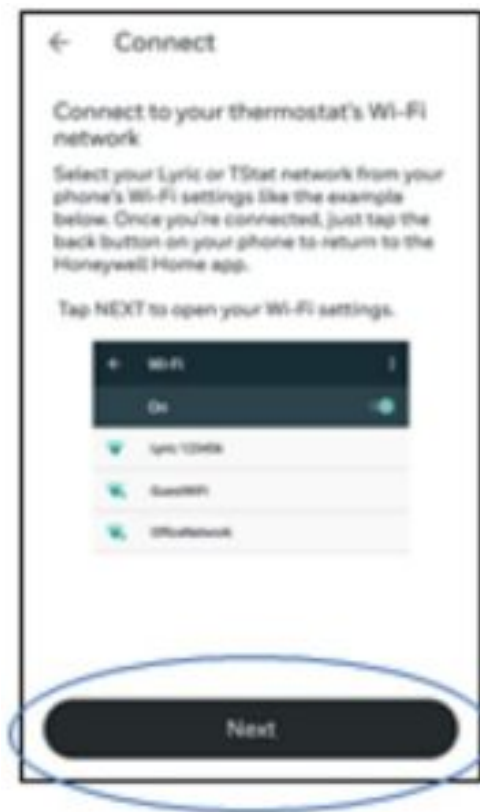 Connect
Connect to your thermostat's Wi-Fi
network
Select your Lyric or TStat network from your
phone's Wi-Fi settings like the example
below. Once you're connected, just tap the
back button on your phone to return to the
Honeywell Home app.
Tap NEXT to open your Wi-Fi settings.
Wi-Fi
On
Lyric 123456
GuestWiFi
OfficeNetwork
Next